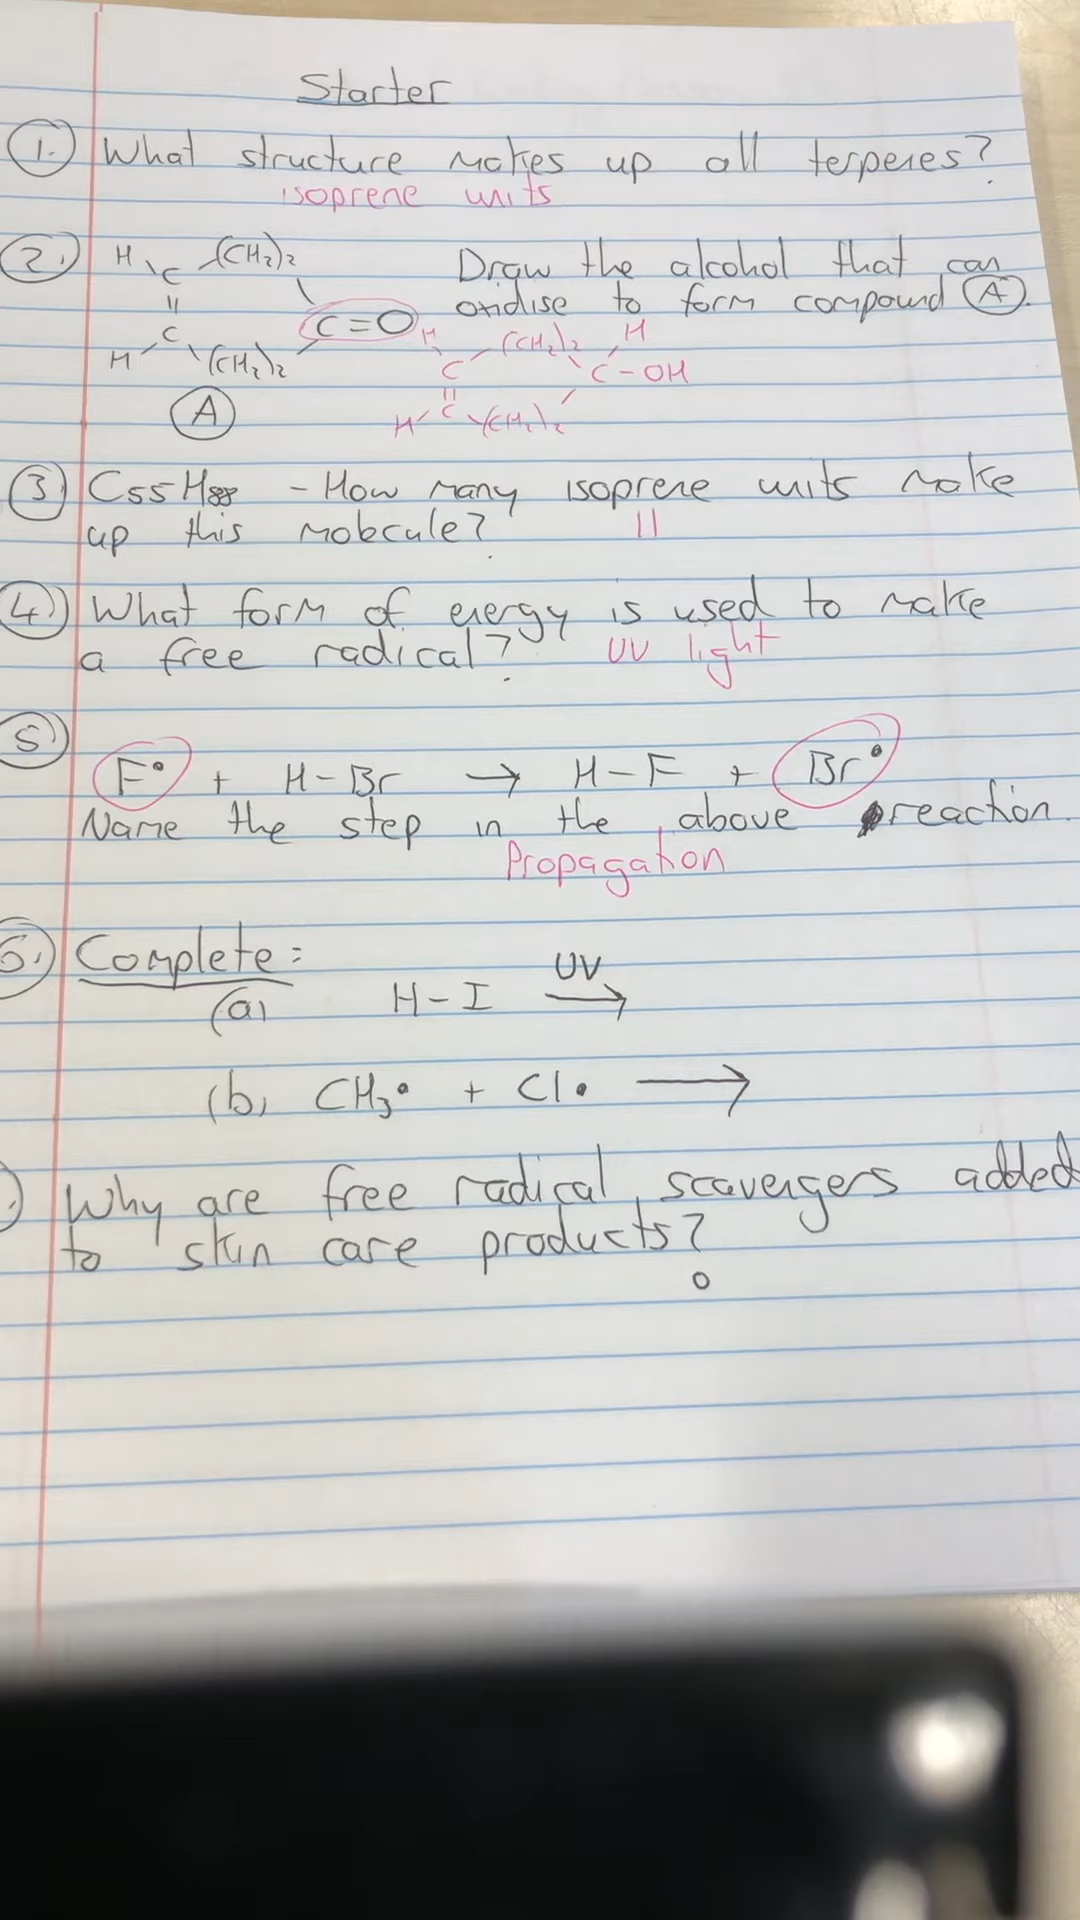 Starter
1. What structure makes up all terpenes?
isoprene units
2. H C (CH2)2 Draw the alcohol that can
oxidise to form compound A.
C=O
H C (CH2)2
A
H (CH2)2 H
C C-OH
H C (CH2)2
3. C55H88 - How many isoprene units make
up this molecule? 11
4. What form of energy is used to make
a free radical? UV light
5.
F• + H-Br → H-F + Br•
Name the step in the above reaction.
Propagation
6. Complete:
(a) H-I UV →
(b) CH3• + Cl• →
Why are free radical scavengers added
to skin care products?